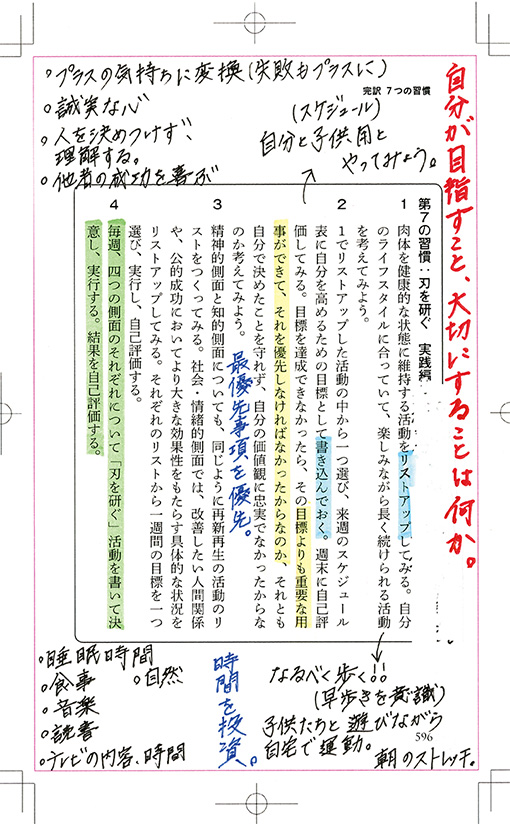 自分が目指すこと、大切にすることは何か。
完訳 7つの習慣
(スケジュール)
自分と子供用と
やってみよう。
。プラスの気持ちに変換(失敗もプラスに)
。誠実な心
。人を決めつけず、
理解する。
。他者の成功を喜ぶ
第7の習慣:刃を研ぐ 実践編
1 肉体を健康的な状態に維持する活動をリストアップしてみる。自分
のライフスタイルに合っていて、楽しみながら長く続けられる活動
を考えてみよう。
2 1でリストアップした活動の中から一つ選び、来週のスケジュール
表に自分を高めるための目標として書き込んでおく。週末に自己評
価してみる。目標を達成できなかったら、その目標よりも重要な用
事ができて、それを優先しなければなかったからなのか、それとも
自分で決めたことを守れず、自分の価値観に忠実でなかったからな
のか考えてみよう。
最優先事項を優先。
3 精神的側面と知的側面についても、同じように再新再生の活動のリ
ストをつくってみる。社会・情緒的側面では、改善したい人間関係
や、公的成功においてより大きな効果性をもたらす具体的な状況を
リストアップしてみる。それぞれのリストから一週間の目標を一つ
選び、実行し、自己評価する。
4 毎週、四つの側面のそれぞれについて「刃を研ぐ」活動を書いて決
意し、実行する。結果を自己評価する。
なるべく歩く!!
(早歩きを意識)
子供たちと遊びながら
自宅で運動。
596
朝のストレッチ。
時間を投資。
。睡眠時間
。食事 。自然
。音楽
。読書
。テレビの内容、時間